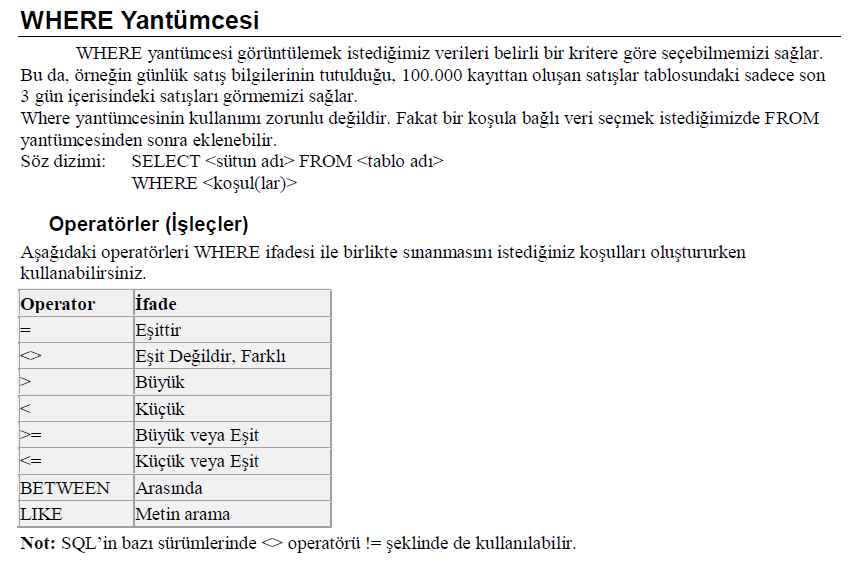 WHERE Yantümcesi
WHERE yantümcesi görüntülemek istediğimiz verileri belirli bir kritere göre seçebilmemizi sağlar.
Bu da, örneğin günlük satış bilgilerinin tutulduğu, 100.000 kayıttan oluşan satışlar tablosundaki sadece son
3 gün içerisindeki satışları görmemizi sağlar.
Where yantümcesinin kullanımı zorunlu değildir. Fakat bir koşula bağlı veri seçmek istediğimizde FROM
yantümcesinden sonra eklenebilir.
Söz dizimi: SELECT <sütun adı> FROM <tablo adı>
WHERE <koşul(lar)>
Operatörler (İşleçler)
Aşağıdaki operatörleri WHERE ifadesi ile birlikte sınanmasını istediğiniz koşulları oluştururken
kullanabilirsiniz.
Operator İfade
= Eşittir
<> Eşit Değildir, Farklı
> Büyük
< Küçük
>= Büyük veya Eşit
<= Küçük veya Eşit
BETWEEN Arasında
LIKE Metin arama
Not: SQL’in bazı sürümlerinde <> operatörü != şeklinde de kullanılabilir.